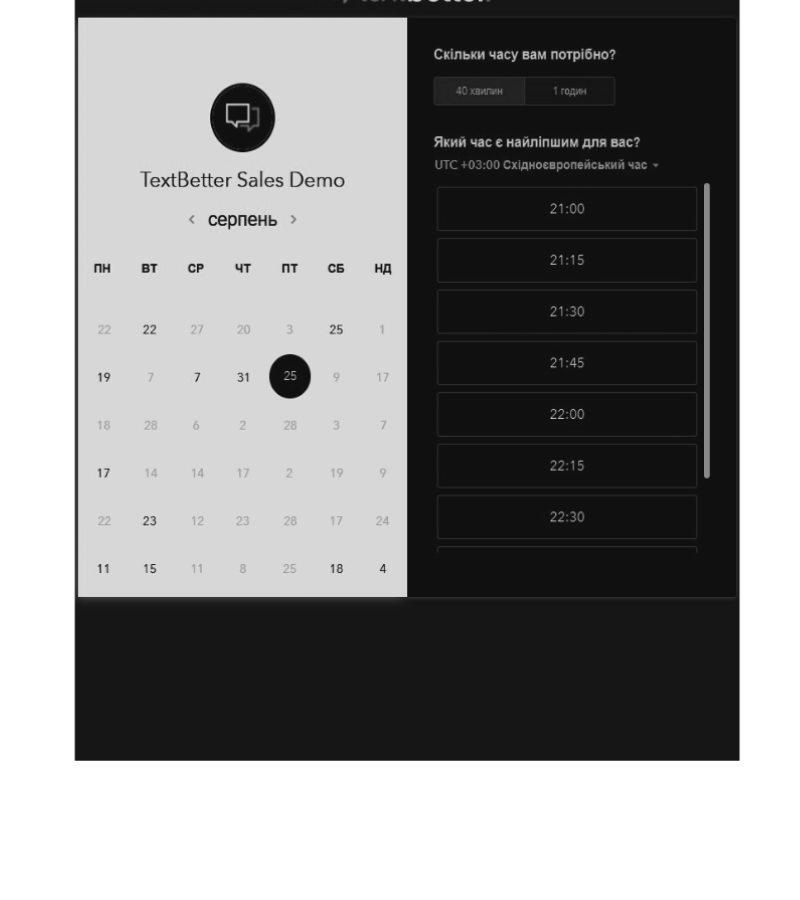 TextBetter Sales Demo
‹ серпень ›
ПН ВТ СР ЧТ ПТ СБ НД
22 22 27 20 3 25 1
19 7 7 31 25 9 17
18 28 6 2 28 3 7
17 14 14 17 2 19 9
22 23 12 23 28 17 24
11 15 11 8 25 18 4
Скільки часу вам потрібно?
40 хвилин 1 годин
Який час є найліпшим для вас?
UTC +03:00 Східноєвропейський час
21:00
21:15
21:30
21:45
22:00
22:15
22:30